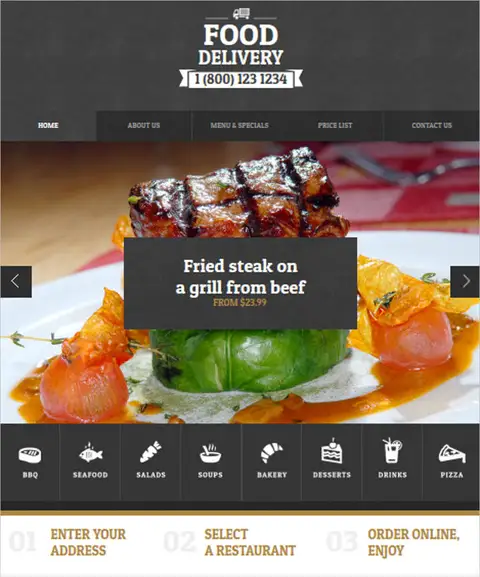 FOOD
DELIVERY
1 (800) 123 1234
HOME
ABOUT US
MENU & SPECIALS
PRICE LIST
CONTACT US
Fried steak on
a grill from beef
FROM $23.99
BBQ
SEAFOOD
SALADS
SOUPS
BAKERY
DESSERTS
DRINKS
PIZZA
01 ENTER YOUR
ADDRESS
02 SELECT
A RESTAURANT
03 ORDER ONLINE,
ENJOY